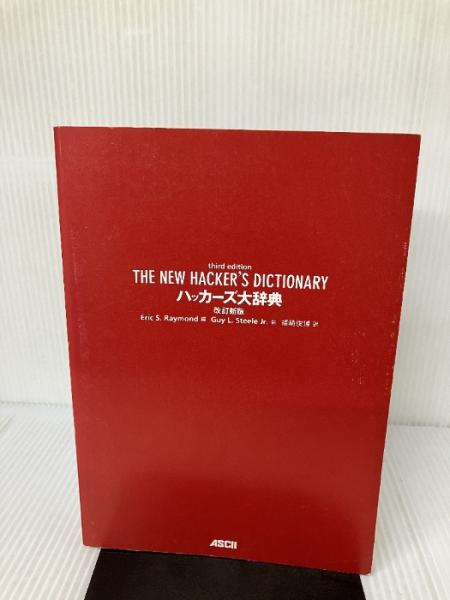 third edition
THE NEW HACKER'S DICTIONARY
ハッカーズ大辞典
改訂新版
Eric S. Raymond 編 Guy L. Steele Jr. 編 福崎俊博 訳
ASCII